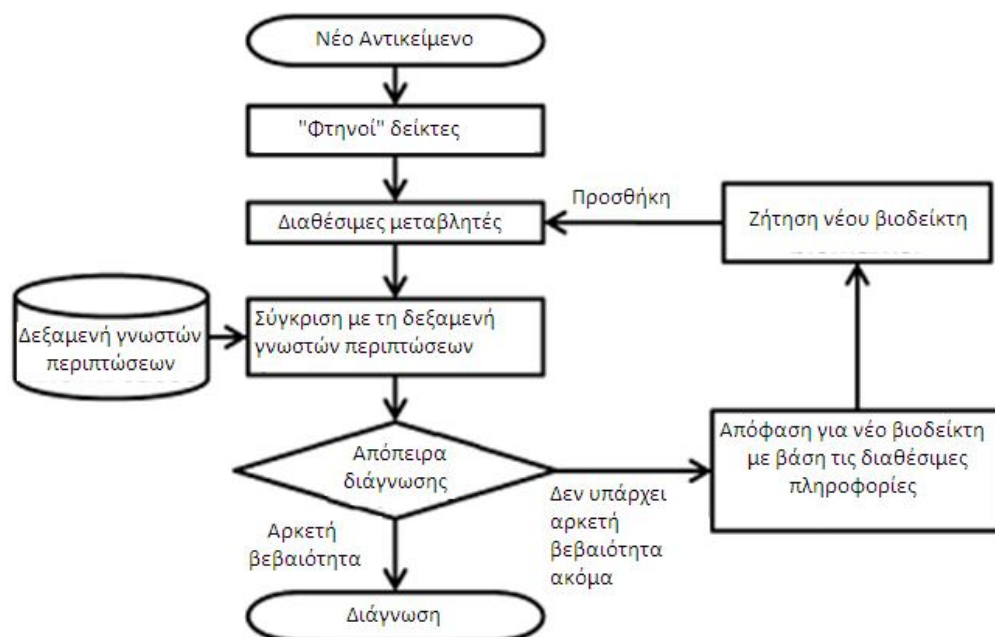 Νέο Αντικείμενο
"Φτηνοί" δείκτες
Προσθήκη
Διαθέσιμες μεταβλητές
Ζήτηση νέου βιοδείκτη
Δεξαμενή γνωστών
περιπτώσεων
Σύγκριση με τη δεξαμενή
γνωστών περιπτώσεων
Απόπειρα
διάγνωσης
Απόφαση για νέο βιοδείκτη
με βάση τις διαθέσιμες
πληροφορίες
Αρκετή
βεβαιότητα
Δεν υπάρχει
αρκετή
βεβαιότητα
ακόμα
Διάγνωση